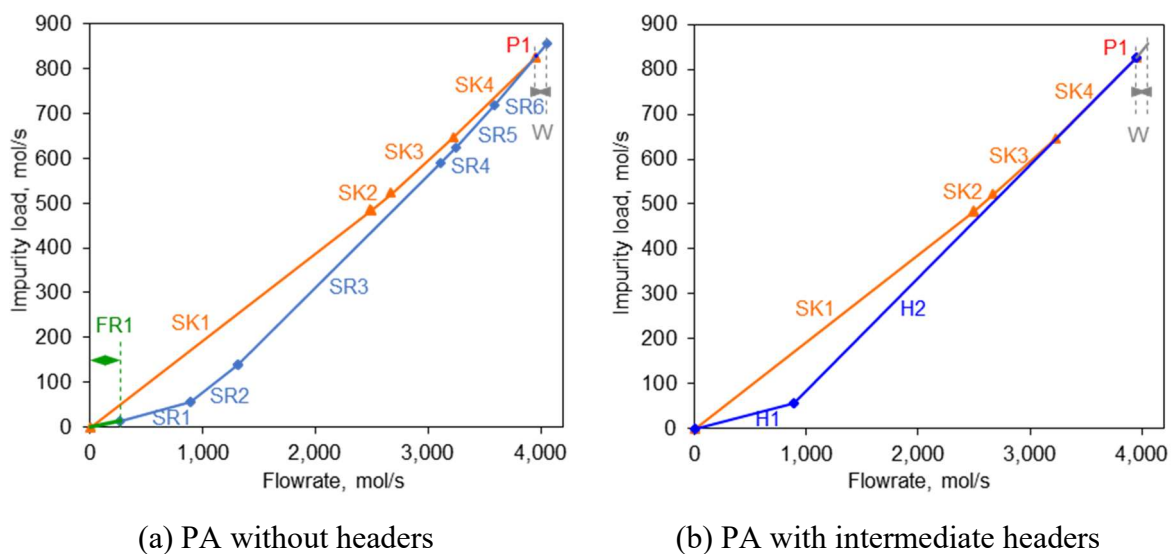 900
800
700
600
500
400
300
200
100
0
Impurity load, mol/s
P1
SK4
SR6
W
SR5
SK3
SR4
SK2
SR3
SK1
FR1
SR2
SR1
0
1,000
2,000
3,000
4,000
Flowrate, mol/s
(a) PA without headers
900
800
700
600
500
400
300
200
100
0
Impurity load, mol/s
P1
SK4
W
SK3
SK2
SK1
H2
H1
0
1,000
2,000
3,000
4,000
Flowrate, mol/s
(b) PA with intermediate headers